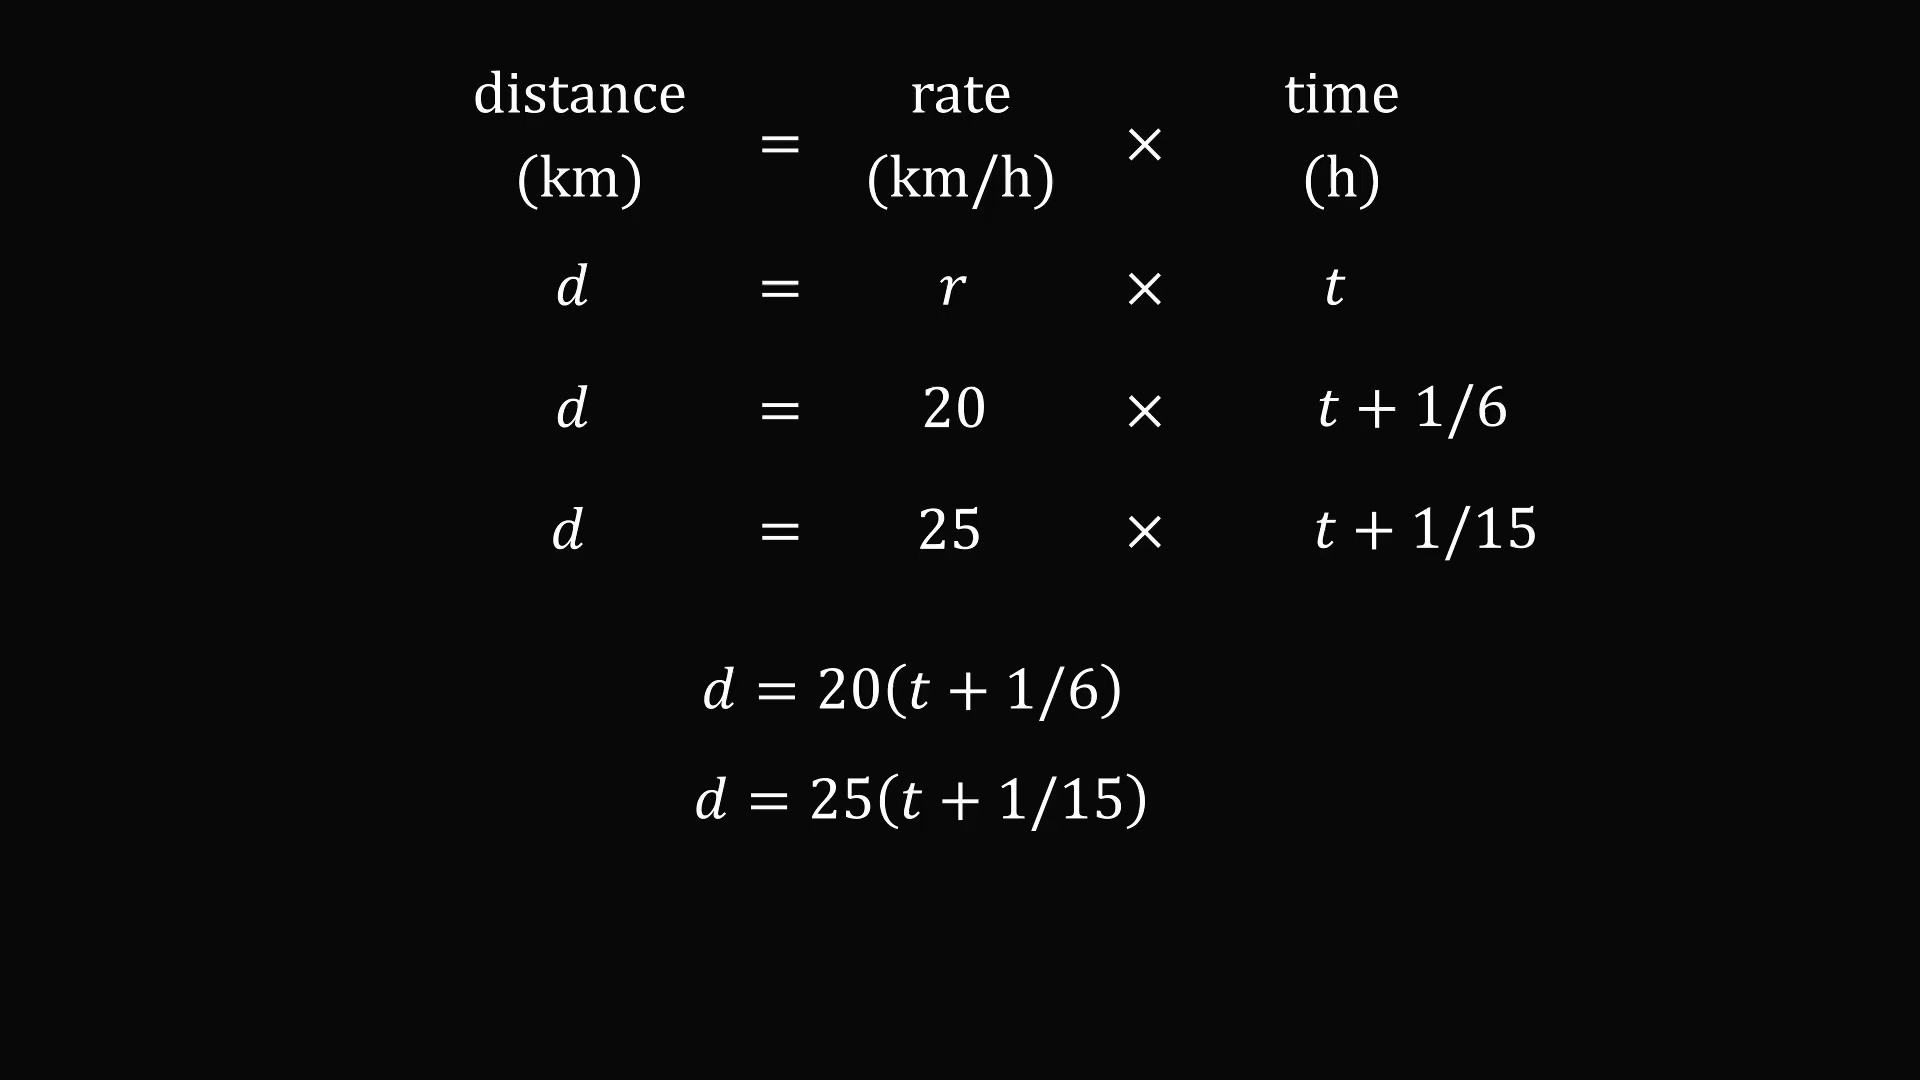 distance = rate × time
(km) (km/h) (h)
d = r × t
d = 20 × t + 1/6
d = 25 × t + 1/15
d = 20(t + 1/6)
d = 25(t + 1/15)